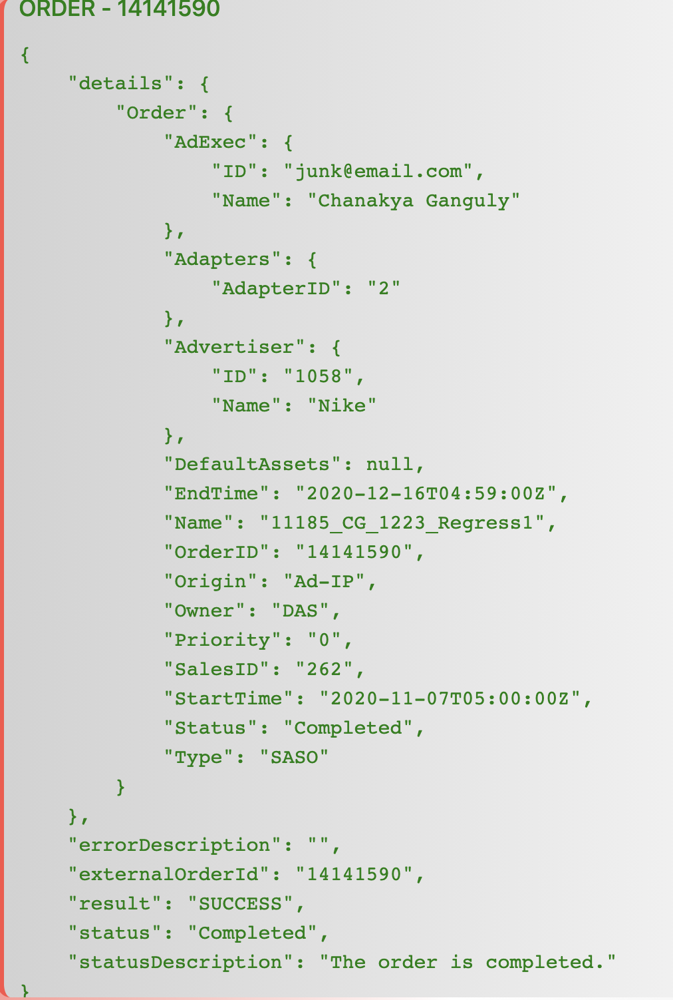 ORDER - 14141590
{
"details": {
"Order": {
"AdExec": {
"ID": "junk@email.com",
"Name": "Chanakya Ganguly"
},
"Adapters": {
"AdapterID": "2"
},
"Advertiser": {
"ID": "1058",
"Name": "Nike"
},
"DefaultAssets": null,
"EndTime": "2020-12-16T04:59:00Z",
"Name": "11185_CG_1223_Regress1",
"OrderID": "14141590",
"Origin": "Ad-IP",
"Owner": "DAS",
"Priority": "0",
"SalesID": "262",
"StartTime": "2020-11-07T05:00:00Z",
"Status": "Completed",
"Type": "SASO"
}
},
"errorDescription": "",
"externalOrderId": "14141590",
"result": "SUCCESS",
"status": "Completed",
"statusDescription": "The order is completed."
}